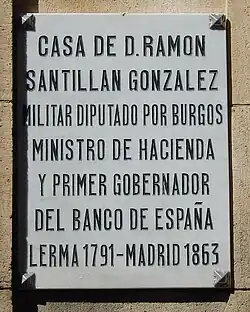 CASA DE D. RAMON
SANTILLAN GONZALEZ
MILITAR DIPUTADO POR BURGOS
MINISTRO DE HACIENDA
Y PRIMER GOBERNADOR
DEL BANCO DE ESPAÑA
LERMA 1791-MADRID 1863